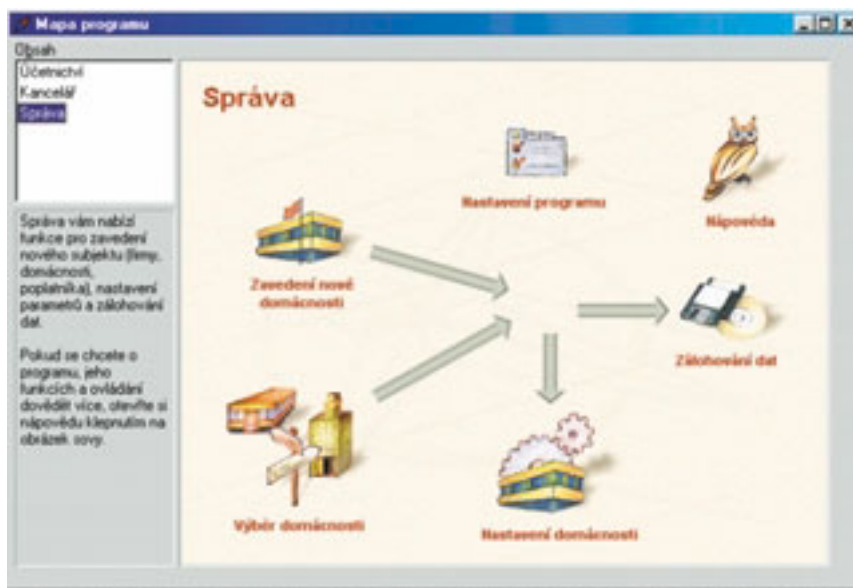 Mapa programu
Obsah
Účetnictví
Kancelář
Správa
Správa vám nabízí
funkce pro zavedení
nového subjektu (firmy,
domácnosti,
poplatníka), nastavení
parametrů a zálohování
dat.
Pokud se chcete o
programu, jeho
funkcích a ovládání
dovědět více, otevřte si
nápovědu klepnutím na
obrázek sovy.
Správa
Nastavení programu
Nápověda
Zavedení nové
domácnosti
Zálohování dat
Výběr domácnosti
Nastavení domácnosti